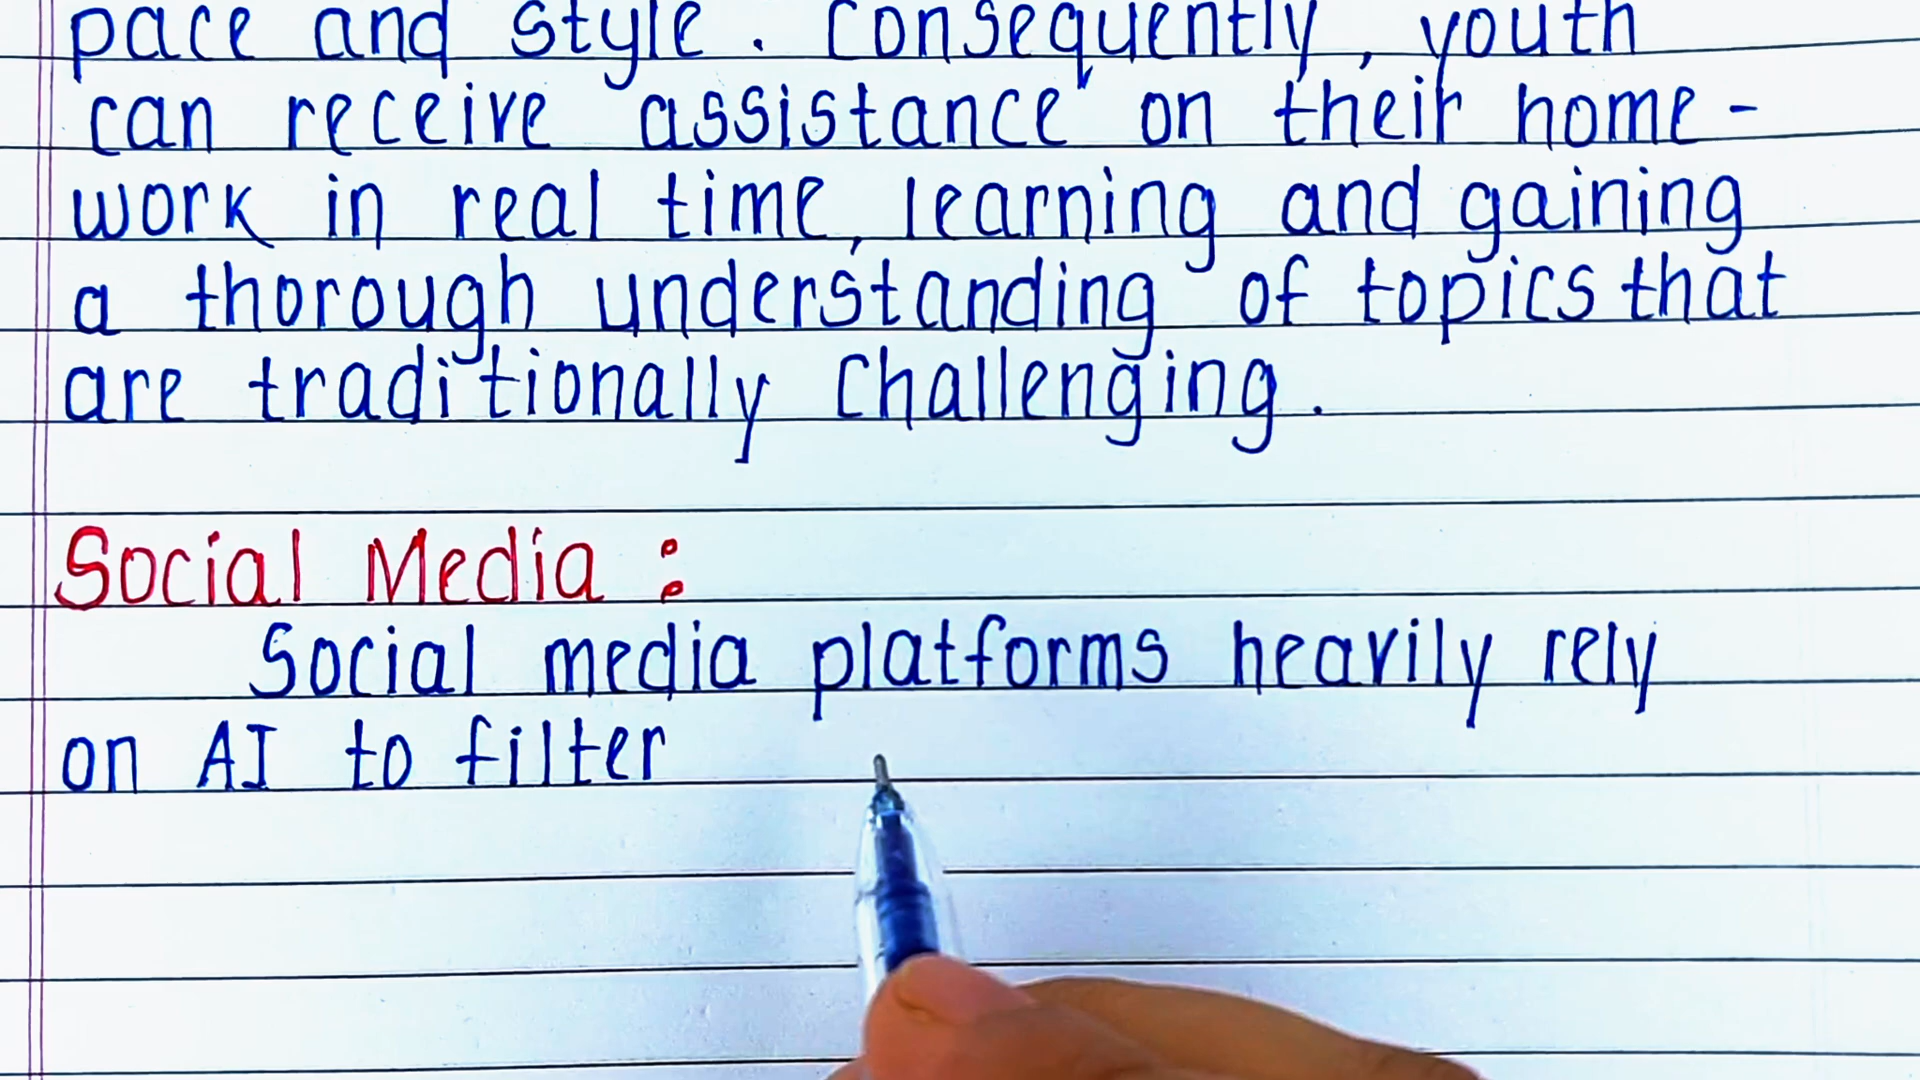 pace and style. Consequently, youth
can receive assistance on their home-
work in real time, learning and gaining
a thorough understanding of topics that
are traditionally challenging.
Social Media :
Social media platforms heavily rely
on AI to filter